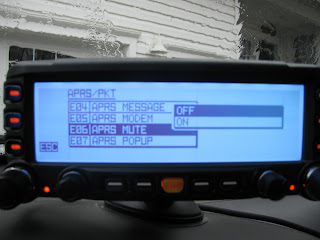 APRS/PKT
E04 APRS MESSAGE
OFF
E05 APRS MODEM
ON
E06 APRS MUTE
E07 APRS POPUP
ESC